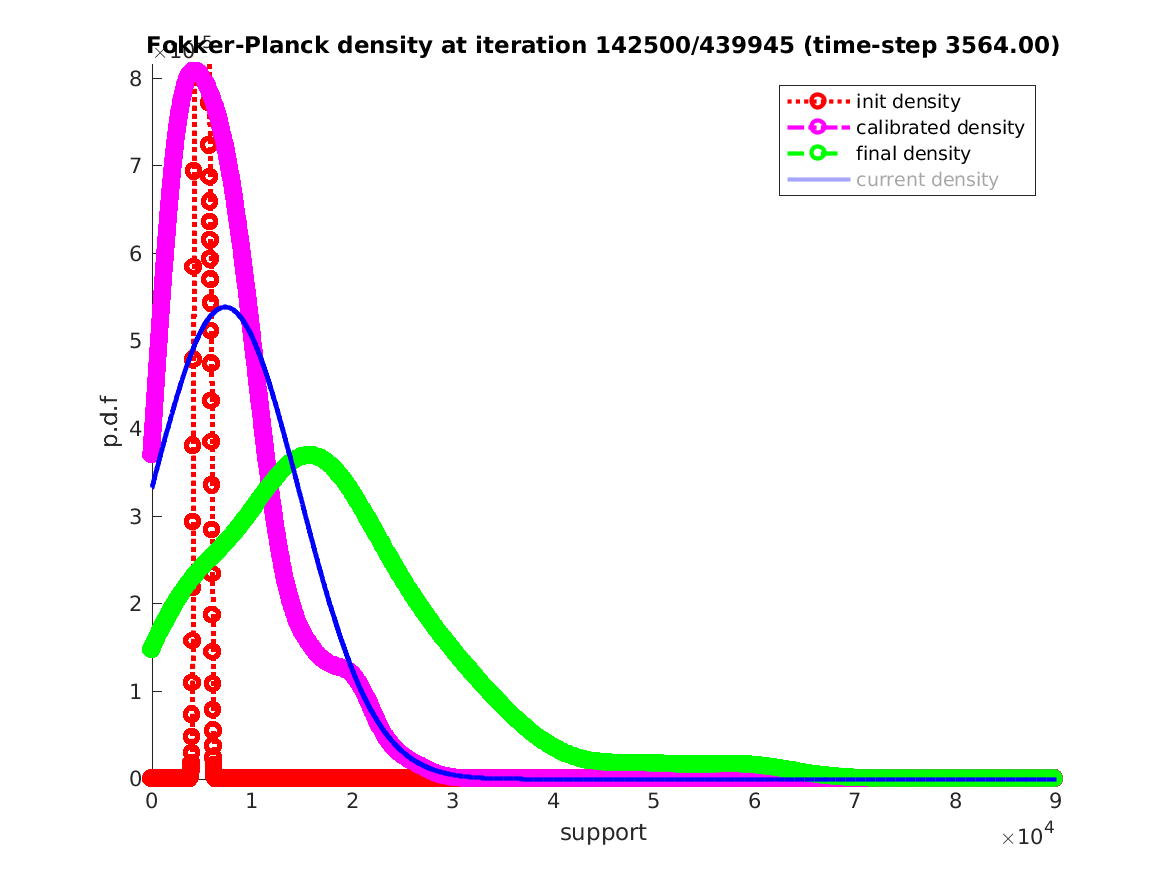 Fokker-Planck density at iteration 142500/439945 (time-step 3564.00)
×10
init density
calibrated density
final density
current density
8
7
6
5
4
3
2
1
0
p.d.f
0 1 2 3 4 5 6 7 8 9
support
×10⁴